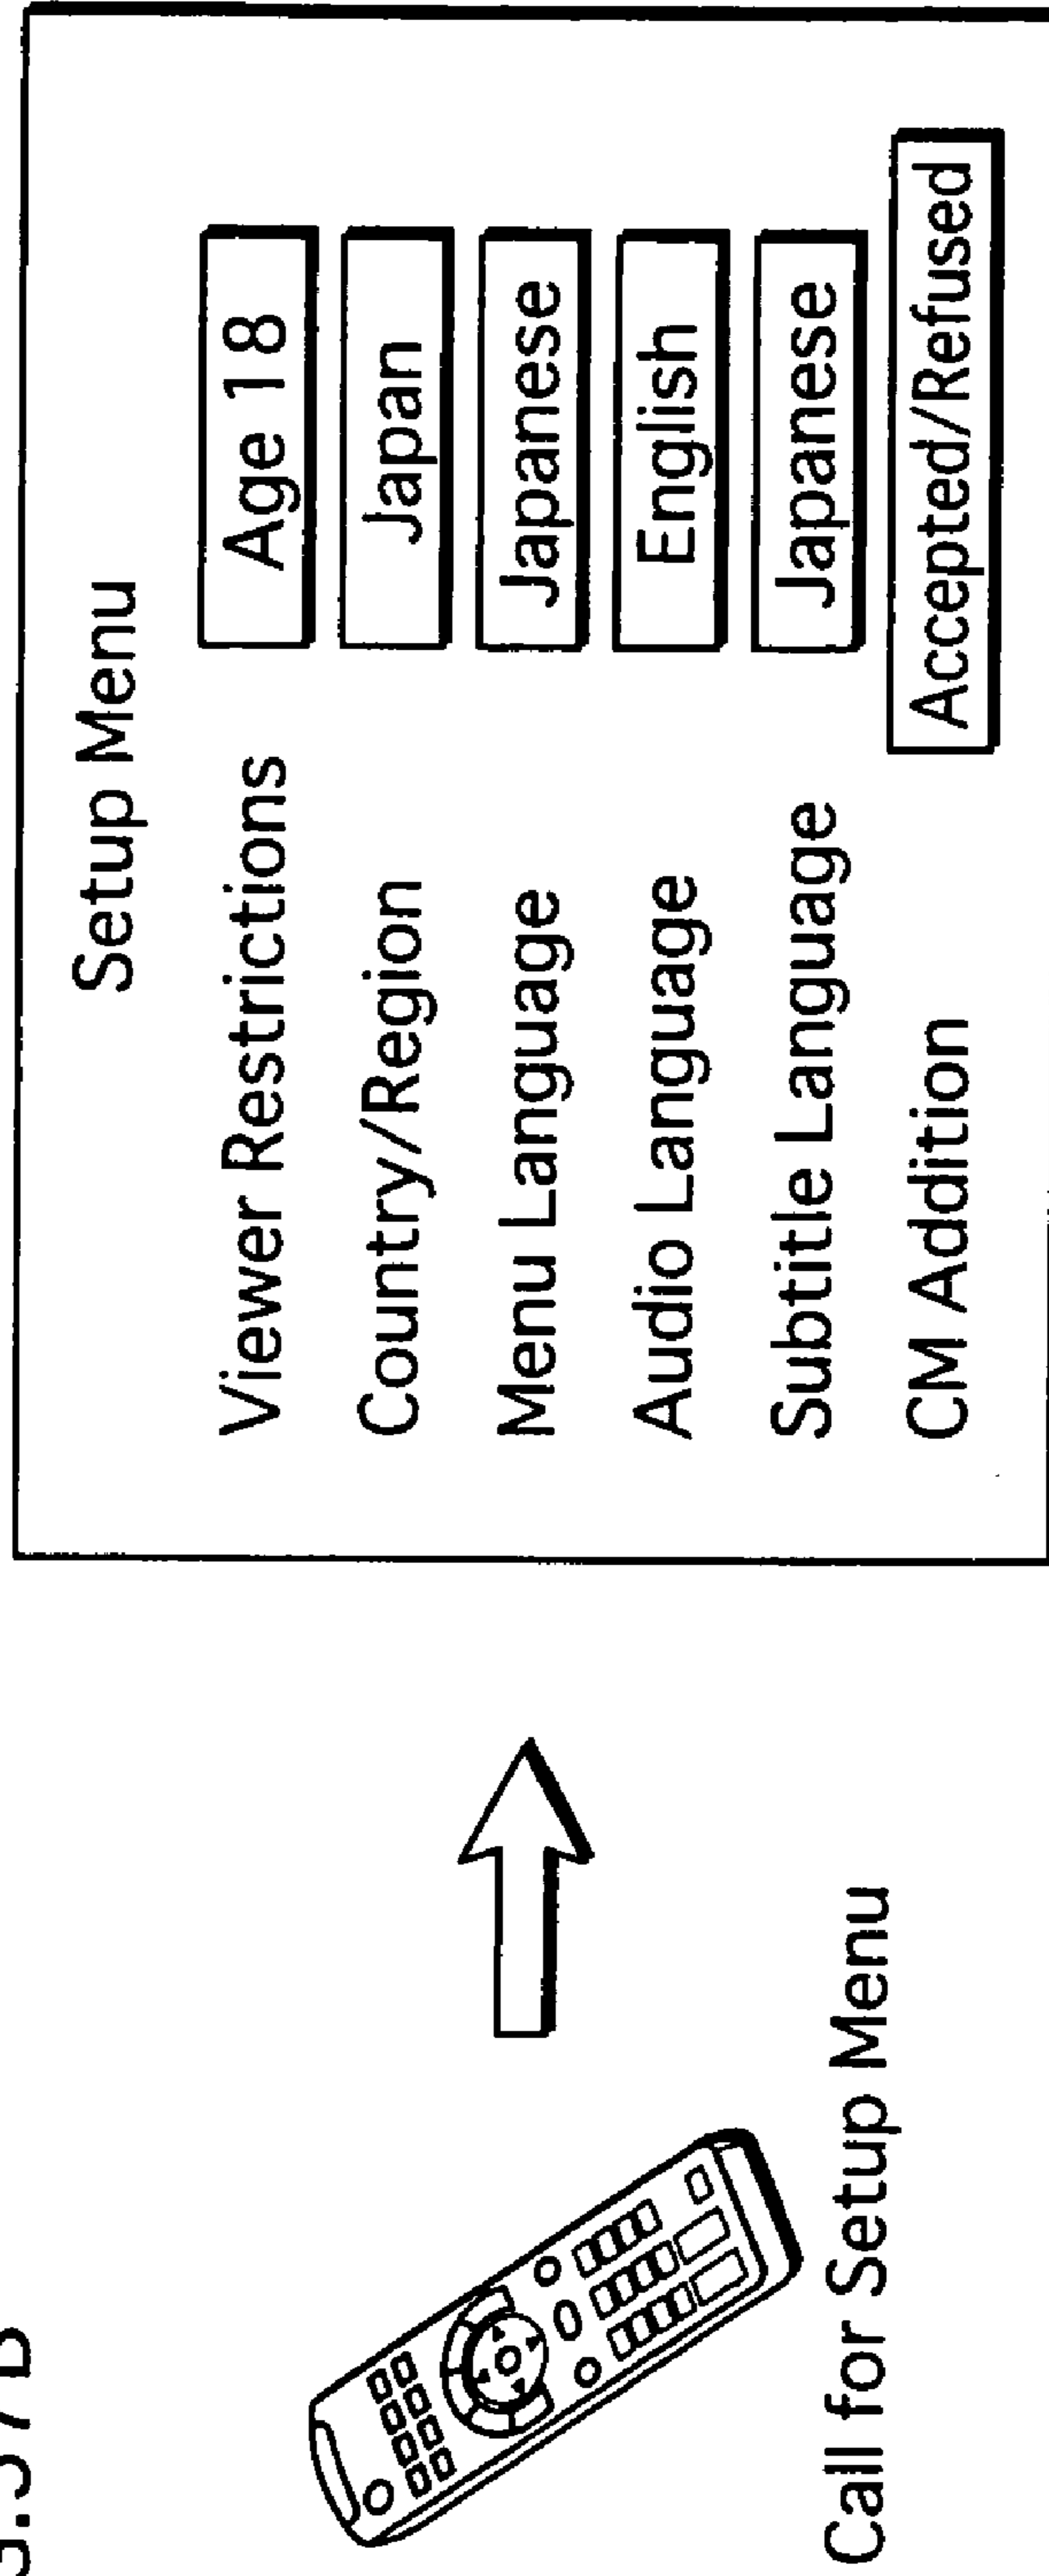 Setup Menu
Viewer Restrictions Age 18
Country/Region Japan
Menu Language Japanese
Audio Language English
Subtitle Language Japanese
CM Addition Accepted/Refused
Call for Setup Menu